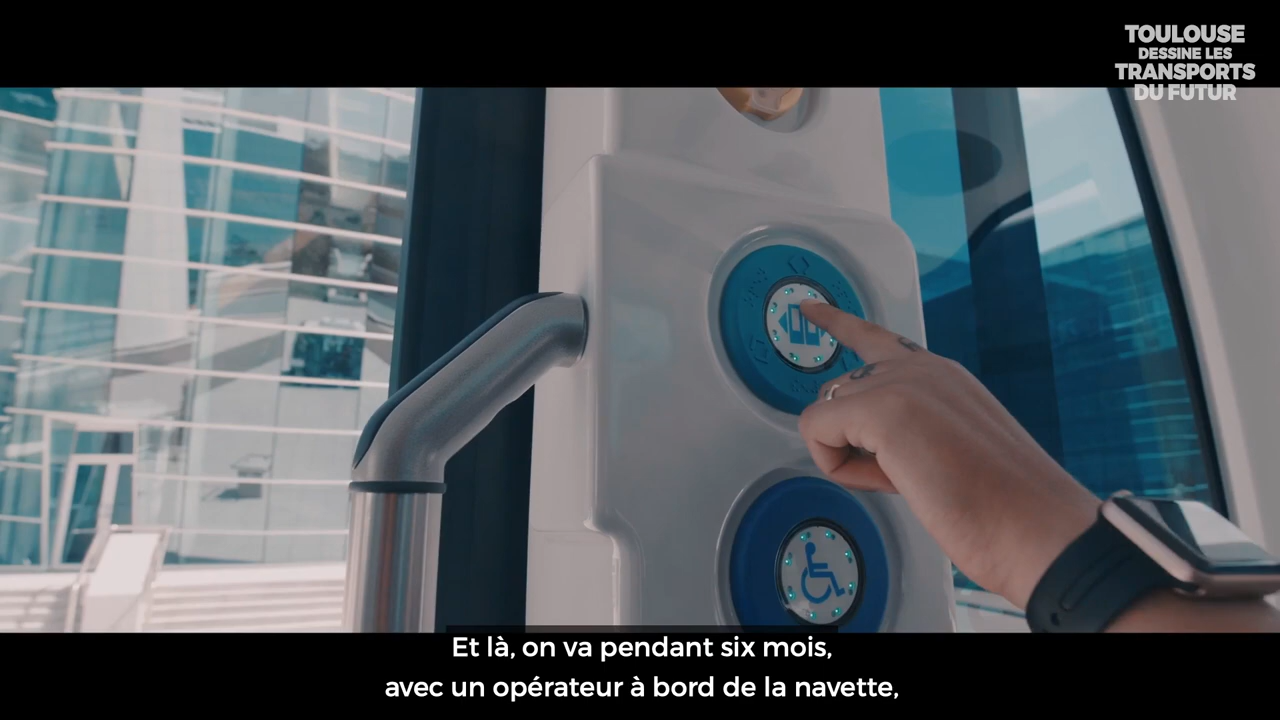 TOULOUSE
DESSINE LES
TRANSPORTS
DU FUTUR
Et là, on va pendant six mois,
avec un opérateur à bord de la navette,